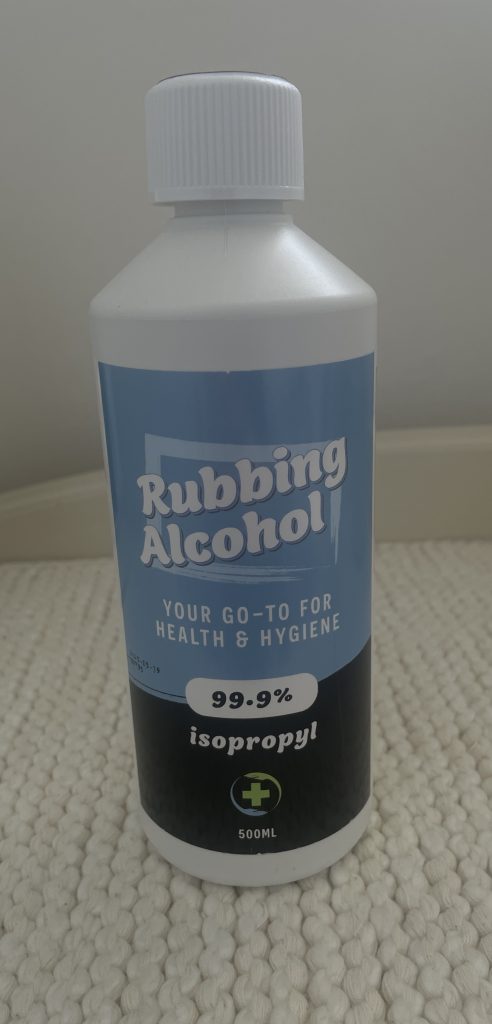 Rubbing
Alcohol
YOUR GO-TO FOR
HEALTH & HYGIENE
99.9%
isopropyl
500ML